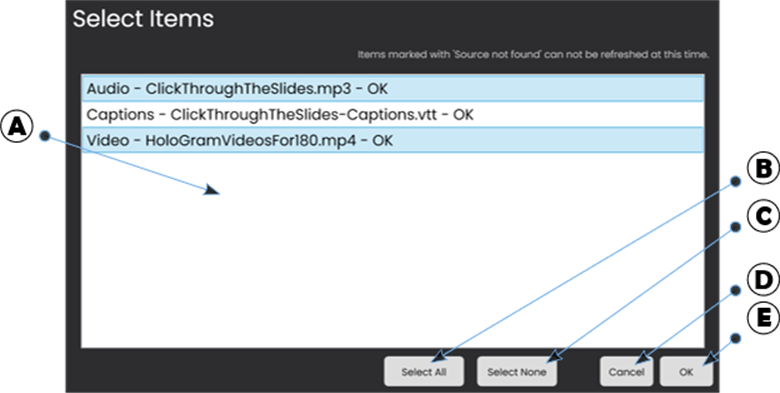 Select Items
Items marked with 'Source not found' can not be refreshed at this time.
Audio - ClickThroughTheSlides.mp3 - OK
Captions - ClickThroughTheSlides-Captions.vtt - OK
A
Video - HoloGramVideosFor180.mp4 - OK
B
C
D
E
Select All
Select None
Cancel
OK